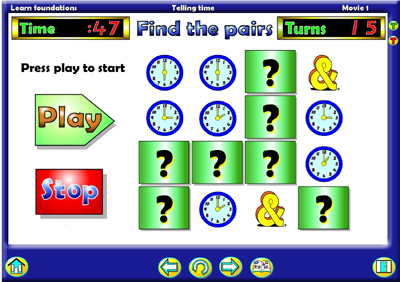 Learn foundations Telling time Movie 1
Time :47 Find the pairs Turns 15
Press play to start
? &
Play
?
? ? ?
Stop
? & ?